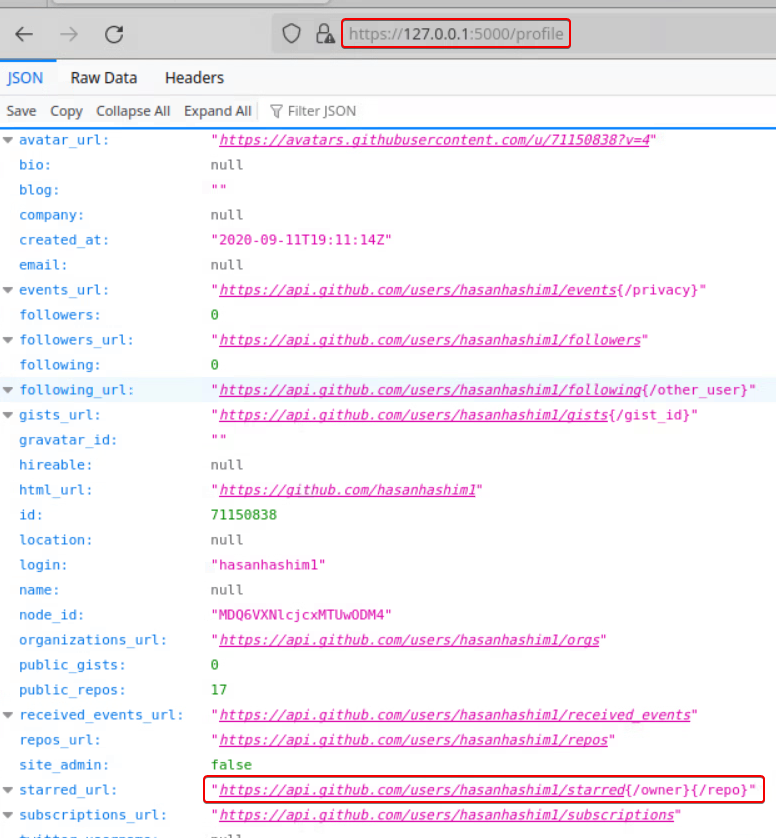 https://127.0.0.1:5000/profile
JSON Raw Data Headers
Save Copy Collapse All Expand All Filter JSON
avatar_url: "https://avatars.githubusercontent.com/u/71150838?v=4"
bio: null
blog: ""
company: null
created_at: "2020-09-11T19:11:14Z"
email: null
events_url: "https://api.github.com/users/hasanhashim1/events{/privacy}"
followers: 0
followers_url: "https://api.github.com/users/hasanhashim1/followers"
following: 0
following_url: "https://api.github.com/users/hasanhashim1/following{/other_user}"
gists_url: "https://api.github.com/users/hasanhashim1/gists{/gist_id}"
gravatar_id: ""
hireable: null
html_url: "https://github.com/hasanhashim1"
id: 71150838
location: null
login: "hasanhashim1"
name: null
node_id: "MDQ6VXNlcjcxMTUwODM4"
organizations_url: "https://api.github.com/users/hasanhashim1/orgs"
public_gists: 0
public_repos: 17
received_events_url: "https://api.github.com/users/hasanhashim1/received_events"
repos_url: "https://api.github.com/users/hasanhashim1/repos"
site_admin: false
starred_url: "https://api.github.com/users/hasanhashim1/starred{/owner}{/repo}"
subscriptions_url: "https://api.github.com/users/hasanhashim1/subscriptions"